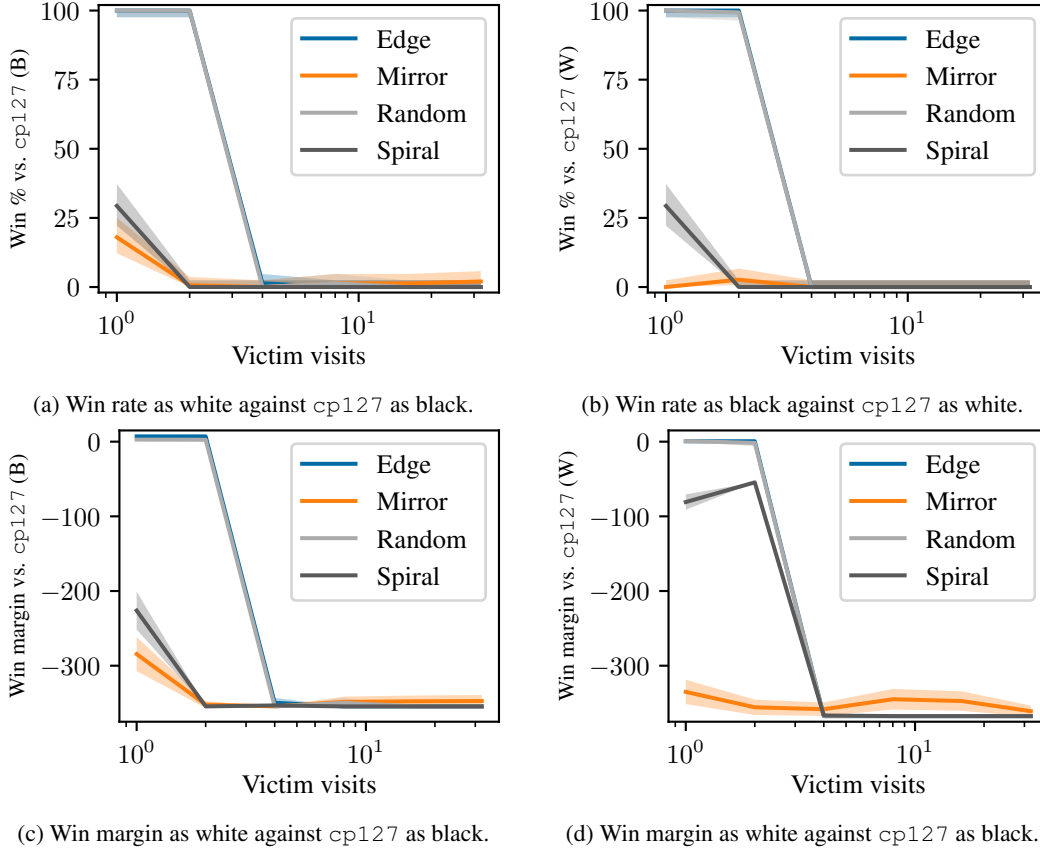 Win % vs. cp127 (B)
100
75
50
25
0
Edge
Mirror
Random
Spiral
10^0
10^1
Victim visits
(a) Win rate as white against cp127 as black.
Win % vs. cp127 (W)
100
75
50
25
0
Edge
Mirror
Random
Spiral
10^0
10^1
Victim visits
(b) Win rate as black against cp127 as white.
Win margin vs. cp127 (B)
0
−100
−200
−300
Edge
Mirror
Random
Spiral
10^0
10^1
Victim visits
(c) Win margin as white against cp127 as black.
Win margin vs. cp127 (W)
0
−100
−200
−300
Edge
Mirror
Random
Spiral
10^0
10^1
Victim visits
(d) Win margin as white against cp127 as black.